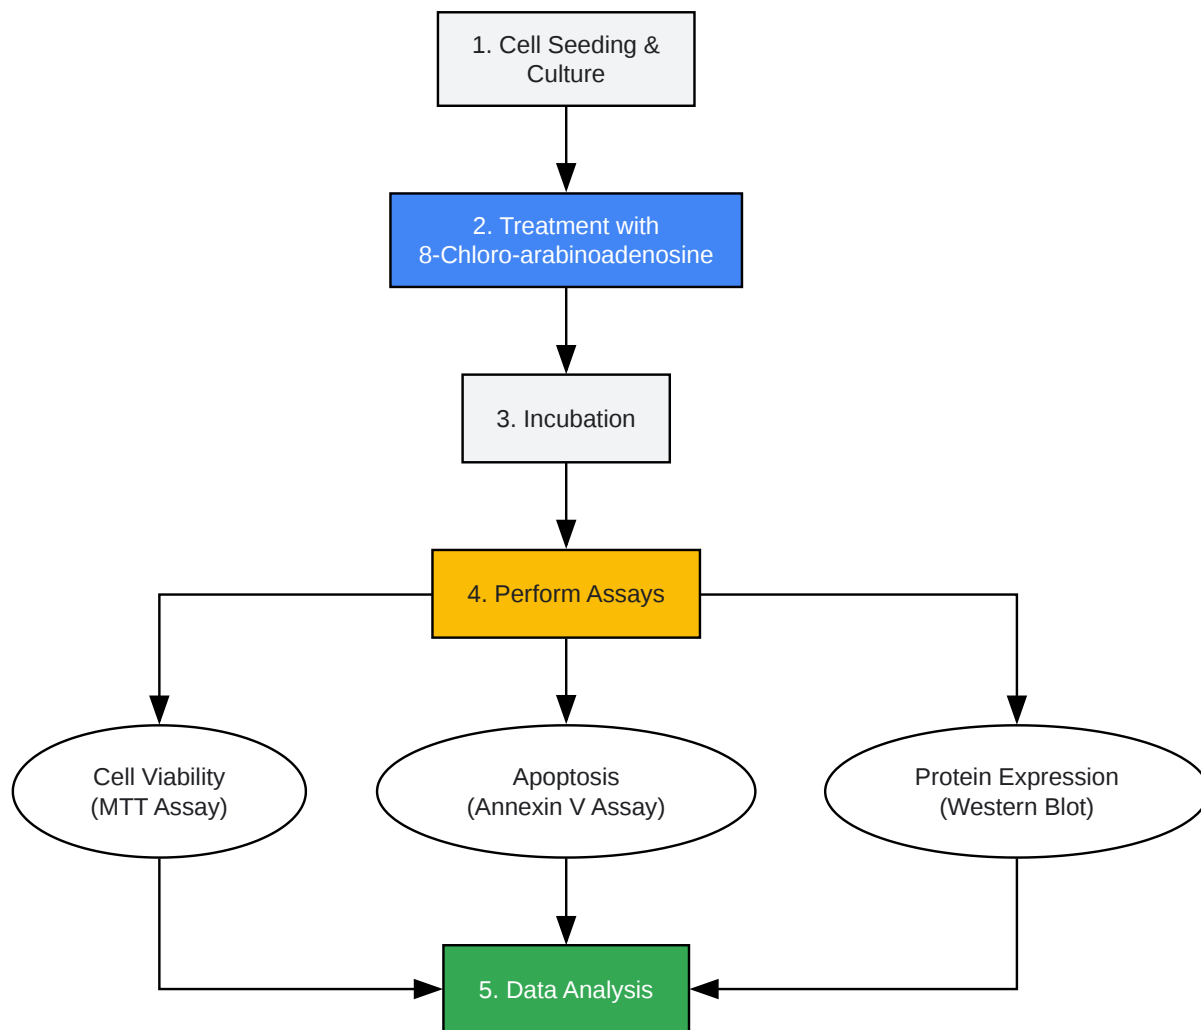 1. Cell Seeding &
Culture
2. Treatment with
8-Chloro-arabinoadenosine
3. Incubation
4. Perform Assays
Cell Viability
(MTT Assay)
Apoptosis
(Annexin V Assay)
Protein Expression
(Western Blot)
5. Data Analysis